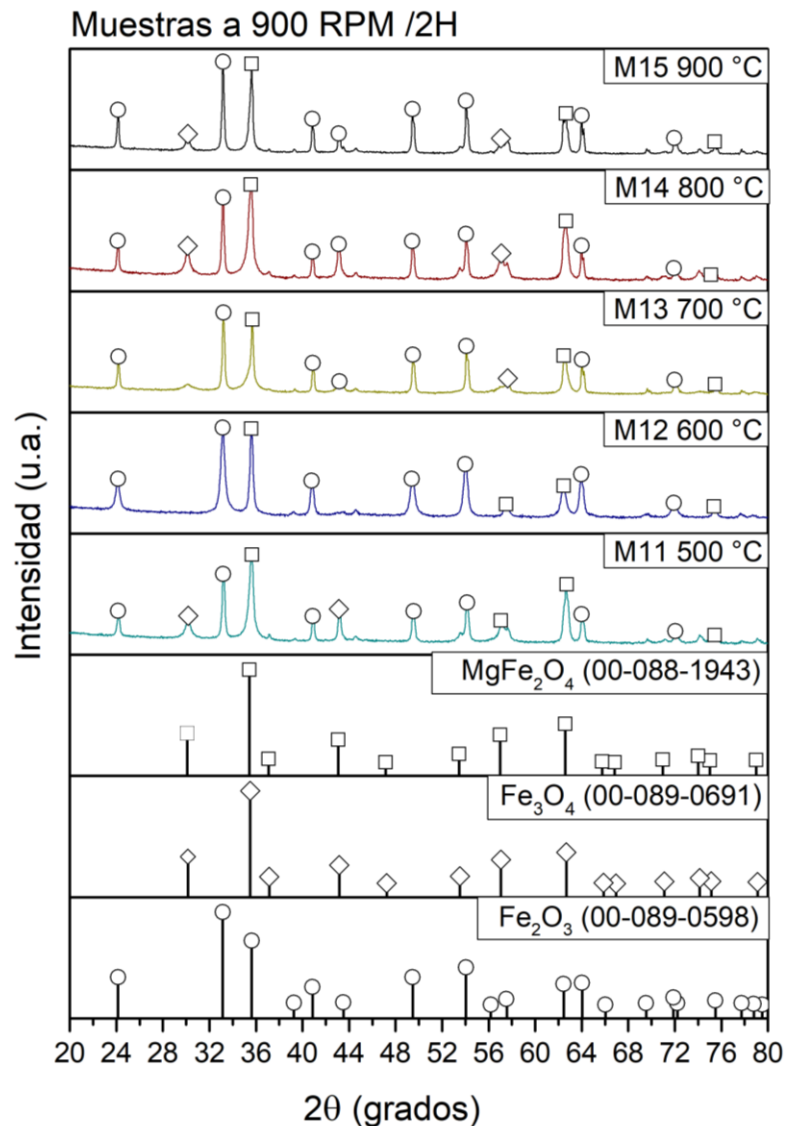 Muestras a 900 RPM /2H
M15 900 °C
M14 800 °C
M13 700 °C
M12 600 °C
M11 500 °C
MgFe₂O₄ (00-088-1943)
Fe₃O₄ (00-089-0691)
Fe₂O₃ (00-089-0598)
Intensidad (u.a.)
20 24 28 32 36 40 44 48 52 56 60 64 68 72 76 80
2θ (grados)